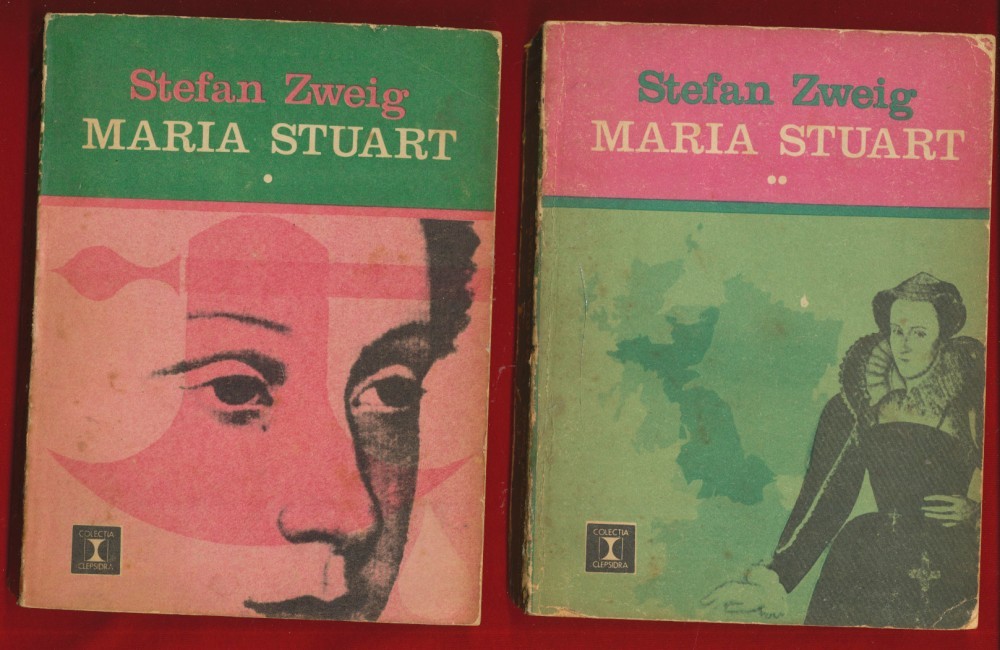 Stefan Zweig
MARIA STUART
•
COLECȚIA
CLEPSIDRA
Stefan Zweig
MARIA STUART
••
COLECȚIA
CLEPSIDRA